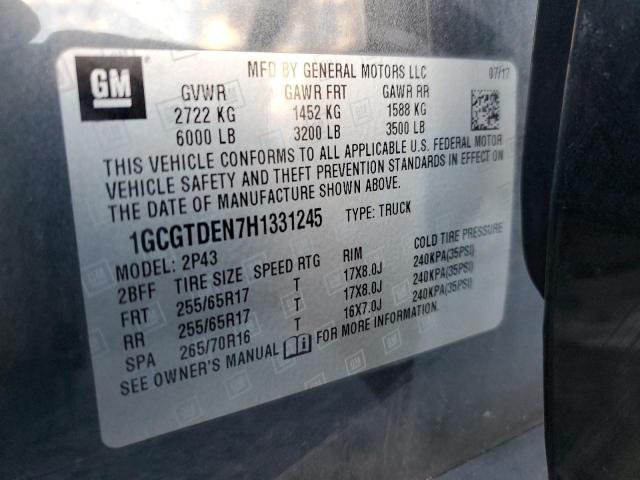 GM
MFD BY GENERAL MOTORS LLC 07/17
GVWR GAWR FRT GAWR RR
2722 KG 1452 KG 1588 KG
6000 LB 3200 LB 3500 LB
THIS VEHICLE CONFORMS TO ALL APPLICABLE U.S. FEDERAL MOTOR
VEHICLE SAFETY AND THEFT PREVENTION STANDARDS IN EFFECT ON
THE DATE OF MANUFACTURE SHOWN ABOVE.
1GCGTDEN7H1331245 TYPE: TRUCK
MODEL: 2P43
2BFF TIRE SIZE SPEED RTG RIM COLD TIRE PRESSURE
FRT 255/65R17 T 17X8.0J 240KPA(35PSI)
RR 255/65R17 T 17X8.0J 240KPA(35PSI)
SPA 265/70R16 T 16X7.0J 240KPA(35PSI)
SEE OWNER'S MANUAL FOR MORE INFORMATION.